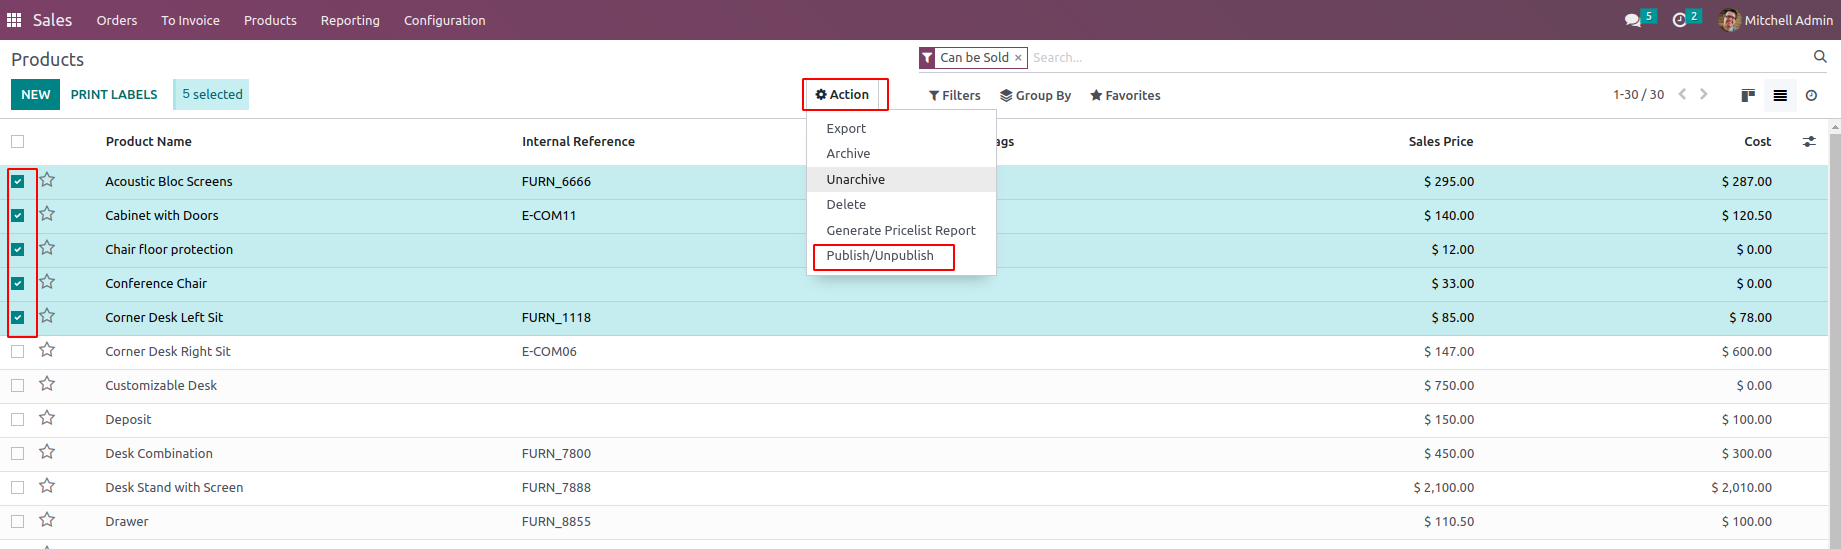 Sales Orders To Invoice Products Reporting Configuration 5 2 Mitchell Admin
Products Can be Sold × Search...
NEW PRINT LABELS 5 selected Action Filters Group By Favorites 1-30 / 30
Export
Archive
Unarchive
Delete
Generate Pricelist Report
Publish/Unpublish
Product Name Internal Reference ags Sales Price Cost
Acoustic Bloc Screens FURN_6666 $ 295.00 $ 287.00
Cabinet with Doors E-COM11 $ 140.00 $ 120.50
Chair floor protection $ 12.00 $ 0.00
Conference Chair $ 33.00 $ 0.00
Corner Desk Left Sit FURN_1118 $ 85.00 $ 78.00
Corner Desk Right Sit E-COM06 $ 147.00 $ 600.00
Customizable Desk $ 750.00 $ 0.00
Deposit $ 150.00 $ 100.00
Desk Combination FURN_7800 $ 450.00 $ 300.00
Desk Stand with Screen FURN_7888 $ 2,100.00 $ 2,010.00
Drawer FURN_8855 $ 110.50 $ 100.00